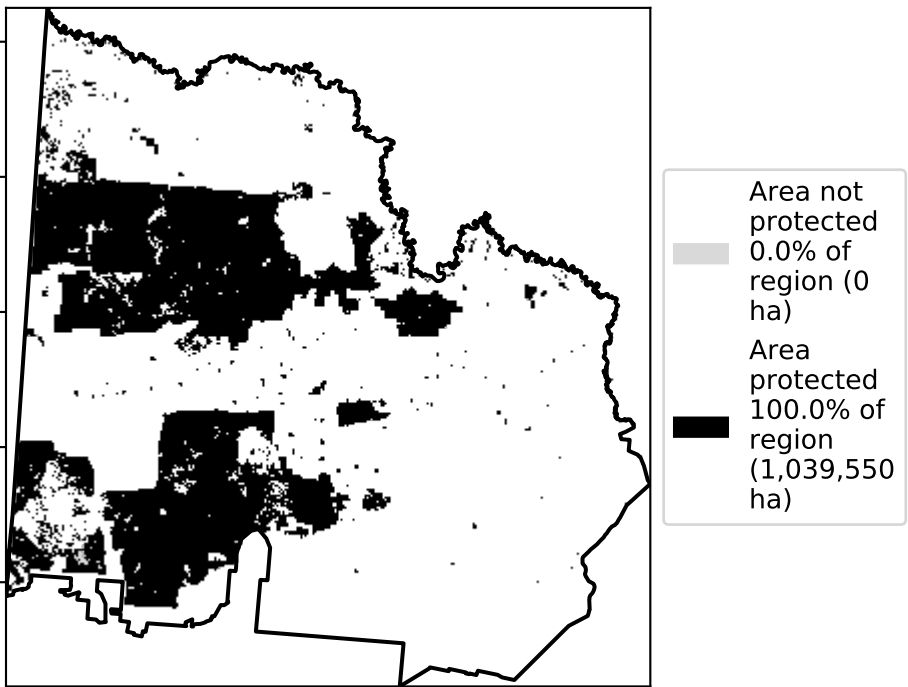 Area not
protected
0.0% of
region (0
ha)
Area
protected
100.0% of
region
(1,039,550
ha)